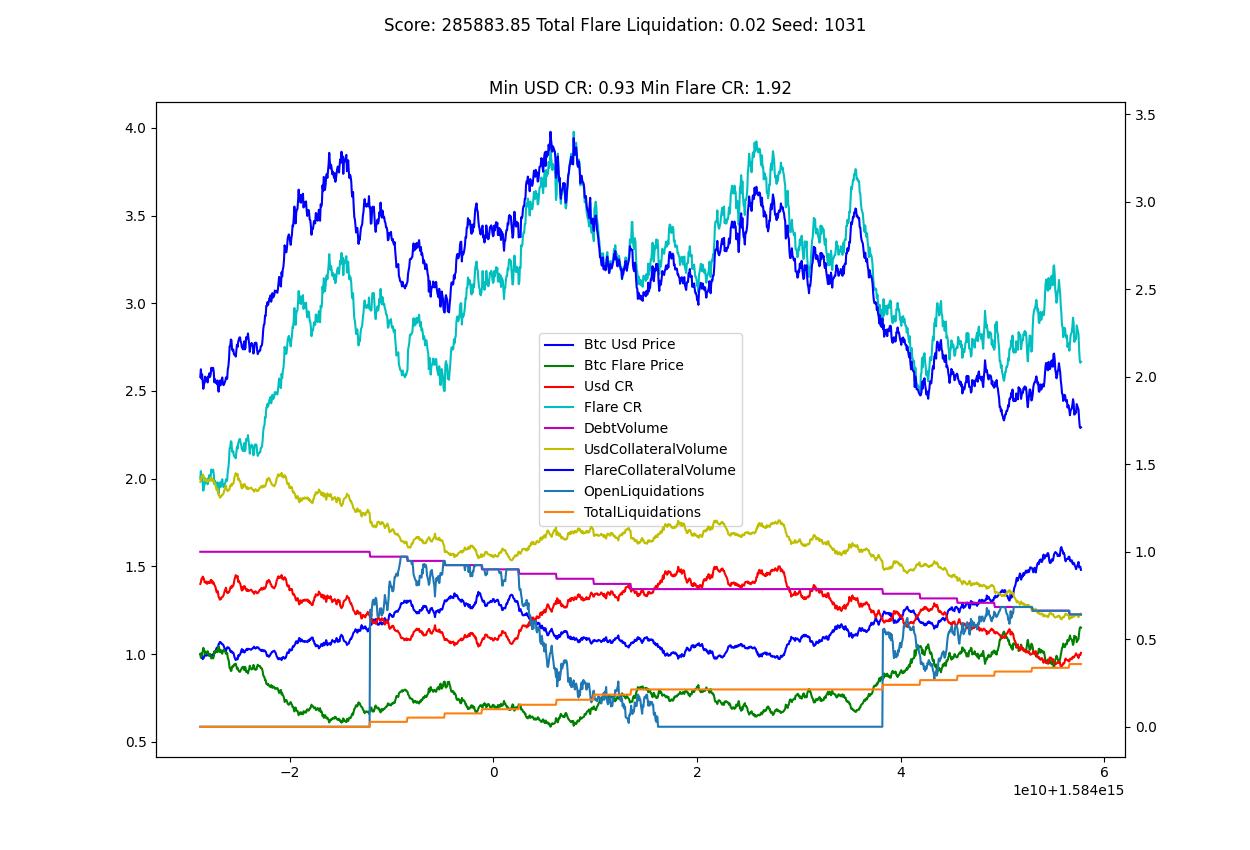 Score: 285883.85 Total Flare Liquidation: 0.02 Seed: 1031
Min USD CR: 0.93 Min Flare CR: 1.92
4.0
3.5
3.0
2.5
2.0
1.5
1.0
0.5
3.5
3.0
2.5
2.0
1.5
1.0
0.5
0.0
Btc Usd Price
Btc Flare Price
Usd CR
Flare CR
DebtVolume
UsdCollateralVolume
FlareCollateralVolume
OpenLiquidations
TotalLiquidations
−2 0 2 4 6
1e10+1.584e15